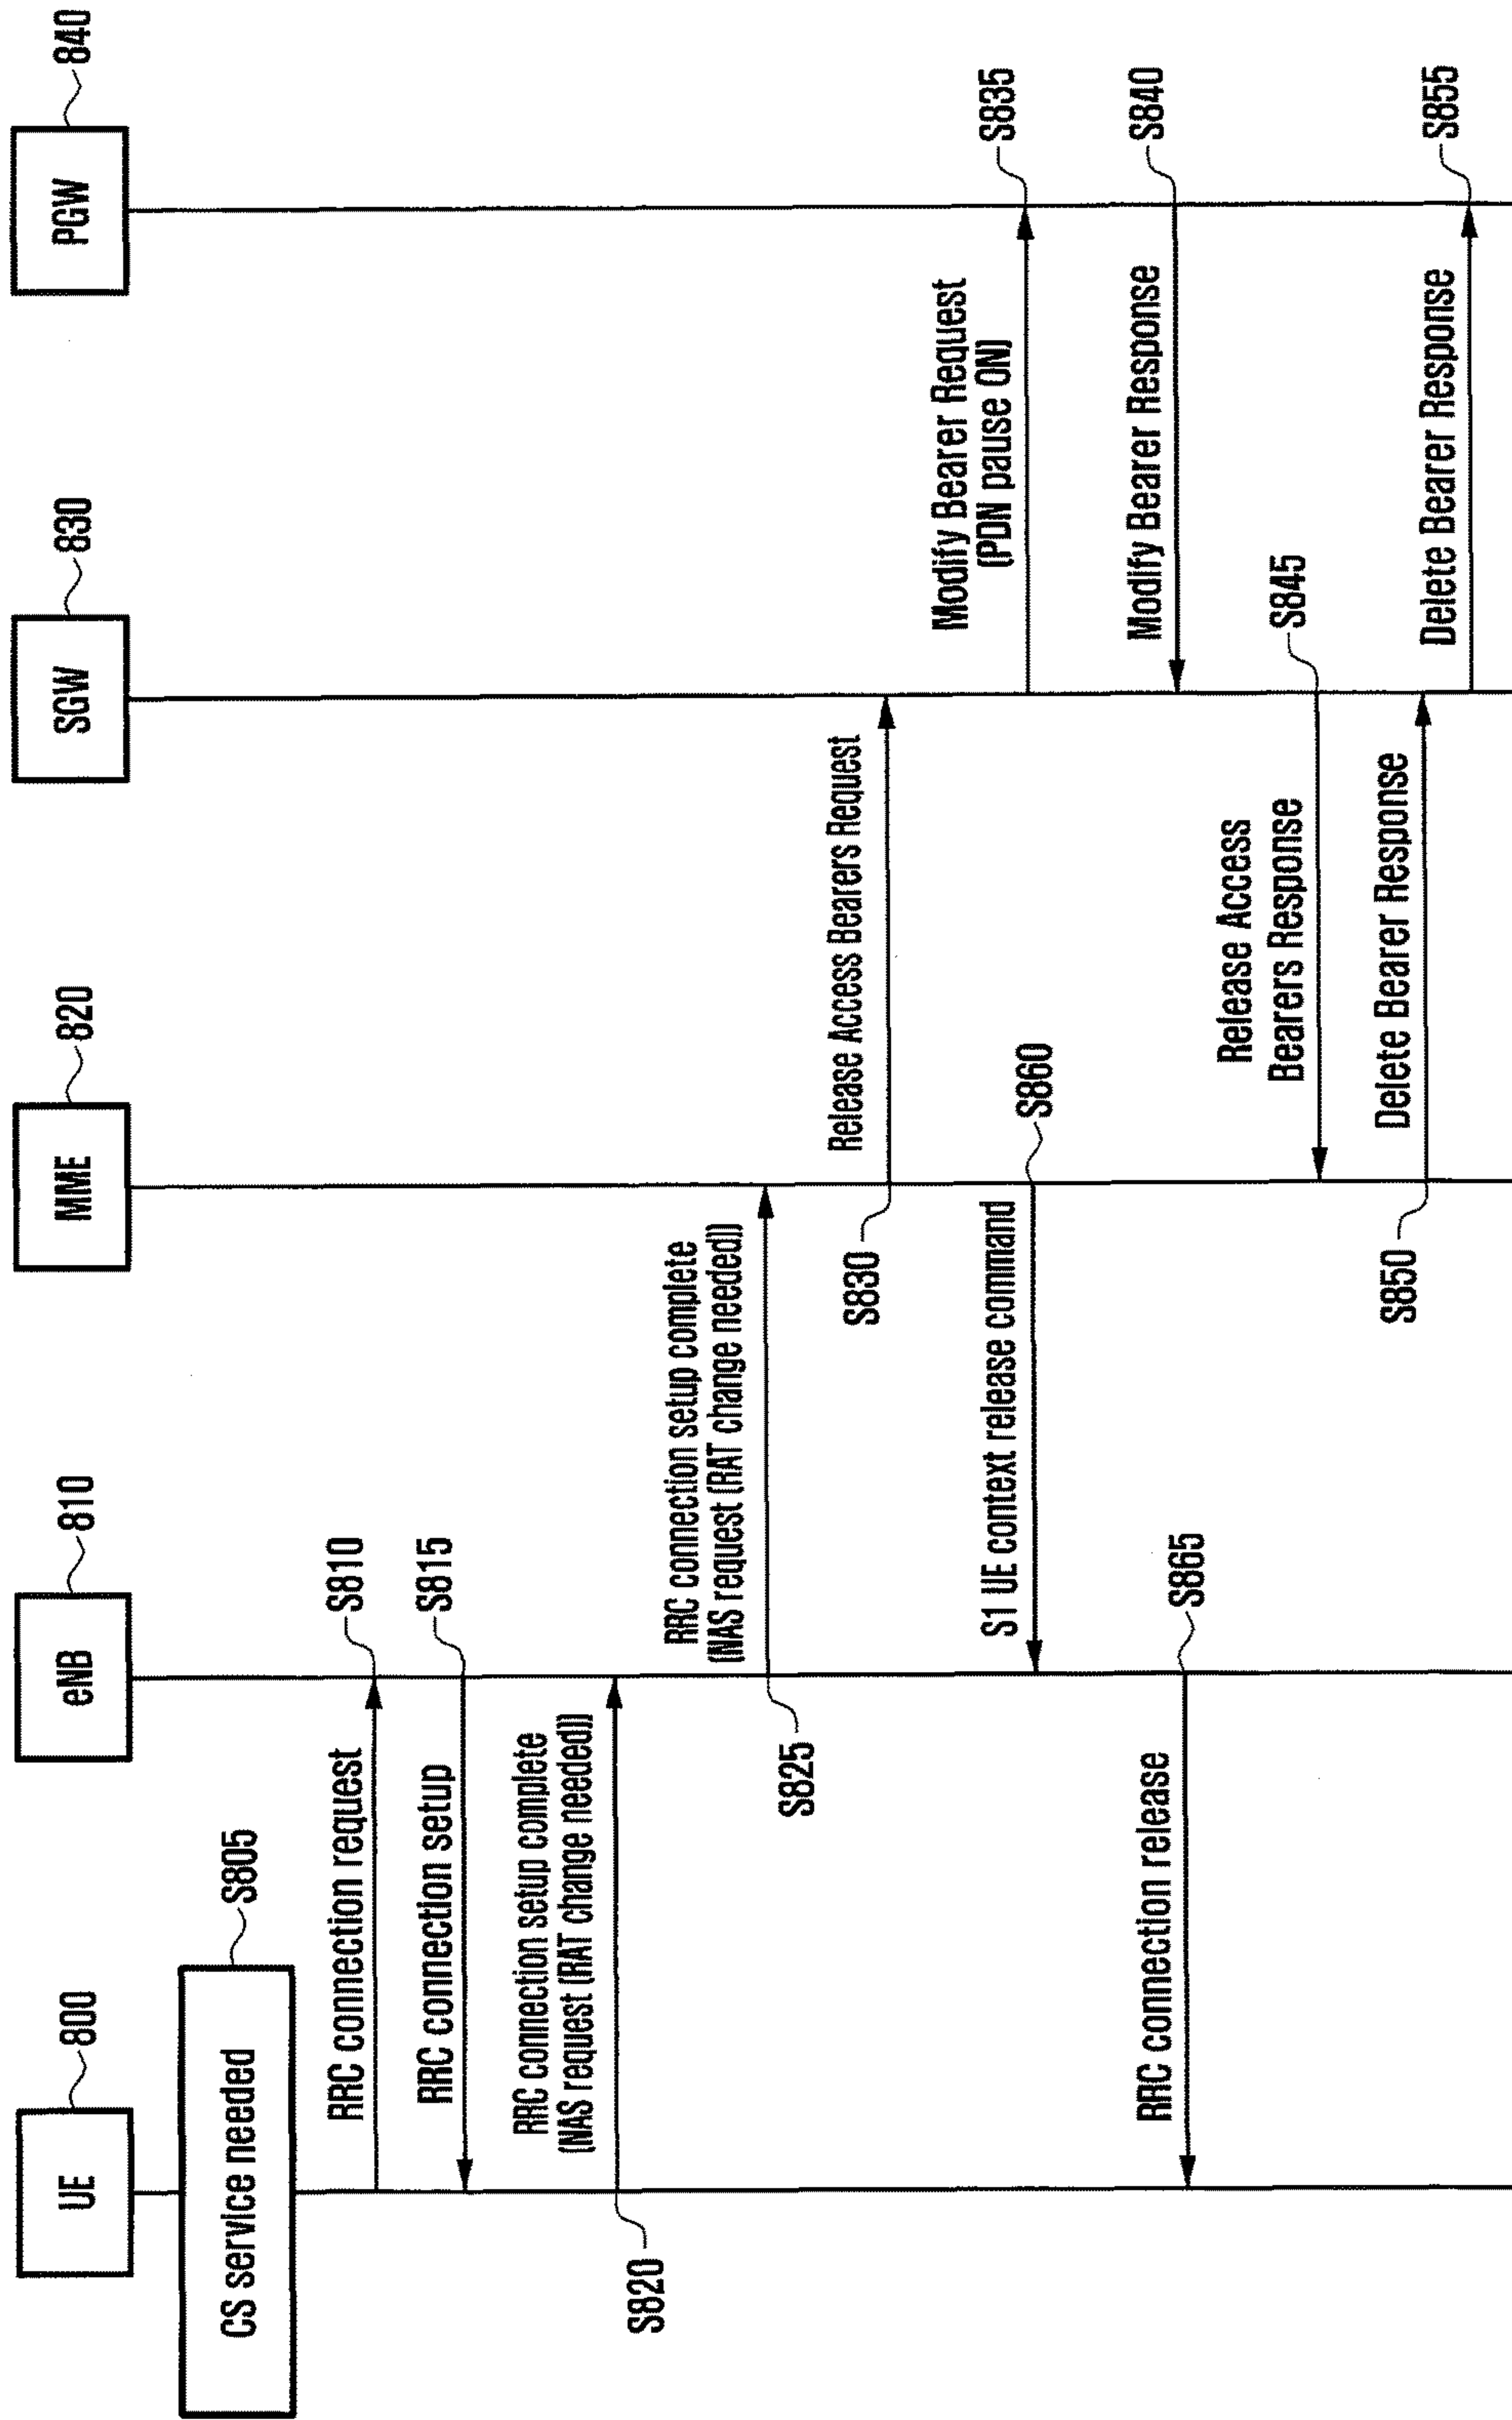 UE
800
eNB
810
MME
820
SGW
830
PGW
840
CS service needed
S805
RRC connection request
S810
RRC connection setup
S815
RRC connection setup complete
(NAS request (RAT change needed))
S820
RRC connection setup complete
(NAS request (RAT change needed))
S825
Release Access Bearers Request
S830
Modify Bearer Request
(PDN pause ON)
S835
S1 UE context release command
S860
Modify Bearer Response
S840
RRC connection release
S865
Release Access
Bearers Response
S845
Delete Bearer Response
S850
Delete Bearer Response
S855